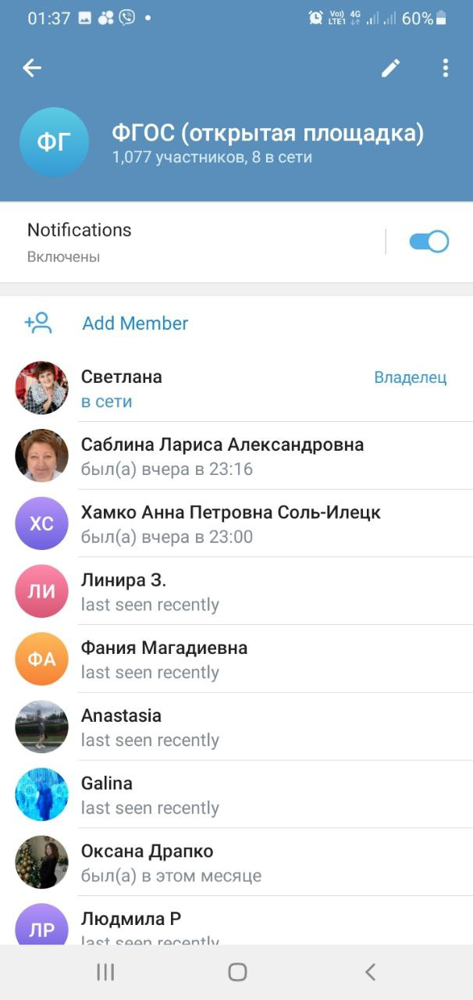 01:37
Vo))
LTE1
4G
60%
ФГ
ФГОС (открытая площадка)
1,077 участников, 8 в сети
Notifications
Включены
Add Member
Светлана
Владелец
в сети
Саблина Лариса Александровна
был(а) вчера в 23:16
ХС
Хамко Анна Петровна Соль-Илецк
был(а) вчера в 23:00
ЛИ
Линира З.
last seen recently
ФА
Фания Магадиевна
last seen recently
Anastasia
last seen recently
Galina
last seen recently
Оксана Драпко
был(а) в этом месяце
ЛР
Людмила Р
last seen recently